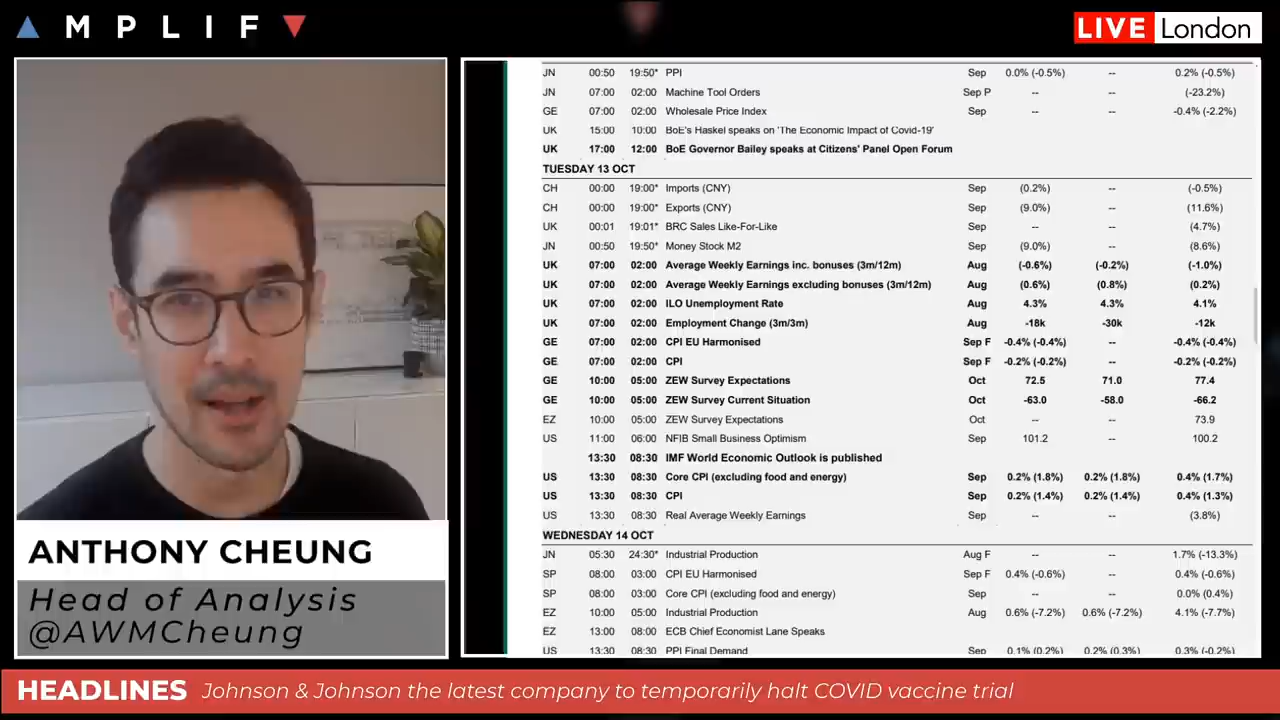 AMPLIFY
LIVE London
JN 00:50 19:50* PPI Sep 0.0% (-0.5%) -- 0.2% (-0.5%)
JN 07:00 02:00 Machine Tool Orders Sep P -- -- (-23.2%)
GE 07:00 02:00 Wholesale Price Index Sep -- -- -0.4% (-2.2%)
UK 15:00 10:00 BoE's Haskel speaks on 'The Economic Impact of Covid-19'
UK 17:00 12:00 BoE Governor Bailey speaks at Citizens' Panel Open Forum
TUESDAY 13 OCT
CH 00:00 19:00* Imports (CNY) Sep (0.2%) -- (-0.5%)
CH 00:00 19:00* Exports (CNY) Sep (9.0%) -- (11.6%)
UK 00:01 19:01* BRC Sales Like-For-Like Sep -- -- (4.7%)
JN 00:50 19:50* Money Stock M2 Sep (9.0%) -- (8.6%)
UK 07:00 02:00 Average Weekly Earnings inc. bonuses (3m/12m) Aug (-0.6%) (-0.2%) (-1.0%)
UK 07:00 02:00 Average Weekly Earnings excluding bonuses (3m/12m) Aug (0.6%) (0.8%) (0.2%)
UK 07:00 02:00 ILO Unemployment Rate Aug 4.3% 4.3% 4.1%
UK 07:00 02:00 Employment Change (3m/3m) Aug -18k -30k -12k
GE 07:00 02:00 CPI EU Harmonised Sep F -0.4% (-0.4%) -- -0.4% (-0.4%)
GE 07:00 02:00 CPI Sep F -0.2% (-0.2%) -- -0.2% (-0.2%)
GE 10:00 05:00 ZEW Survey Expectations Oct 72.5 71.0 77.4
GE 10:00 05:00 ZEW Survey Current Situation Oct -63.0 -58.0 -66.2
EZ 10:00 05:00 ZEW Survey Expectations Oct -- -- 73.9
US 11:00 06:00 NFIB Small Business Optimism Sep 101.2 -- 100.2
13:30 08:30 IMF World Economic Outlook is published
US 13:30 08:30 Core CPI (excluding food and energy) Sep 0.2% (1.8%) 0.2% (1.8%) 0.4% (1.7%)
US 13:30 08:30 CPI Sep 0.2% (1.4%) 0.2% (1.4%) 0.4% (1.3%)
US 13:30 08:30 Real Average Weekly Earnings Sep -- -- (3.8%)
WEDNESDAY 14 OCT
JN 05:30 24:30* Industrial Production Aug F -- -- 1.7% (-13.3%)
SP 08:00 03:00 CPI EU Harmonised Sep F 0.4% (-0.6%) -- 0.4% (-0.6%)
SP 08:00 03:00 Core CPI (excluding food and energy) Sep -- -- 0.0% (0.4%)
EZ 10:00 05:00 Industrial Production Aug 0.6% (-7.2%) 0.6% (-7.2%) 4.1% (-7.7%)
EZ 13:00 08:00 ECB Chief Economist Lane Speaks
US 13:30 08:30 PPI Final Demand Sep 0.1% (0.2%) 0.2% (0.3%) 0.3% (-0.2%)
ANTHONY CHEUNG
Head of Analysis
@AWMCheung
HEADLINES Johnson & Johnson the latest company to temporarily halt COVID vaccine trial